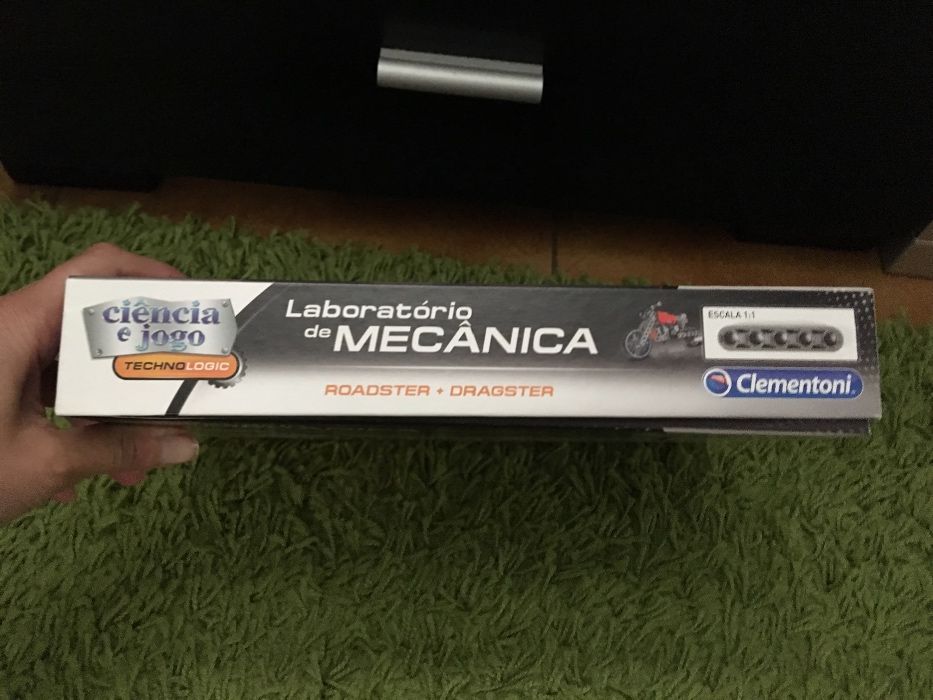 ciência
e jogo
TECHNOLOGIC
Laboratório
de MECÂNICA
ROADSTER + DRAGSTER
ESCALA 1:1
Clementoni